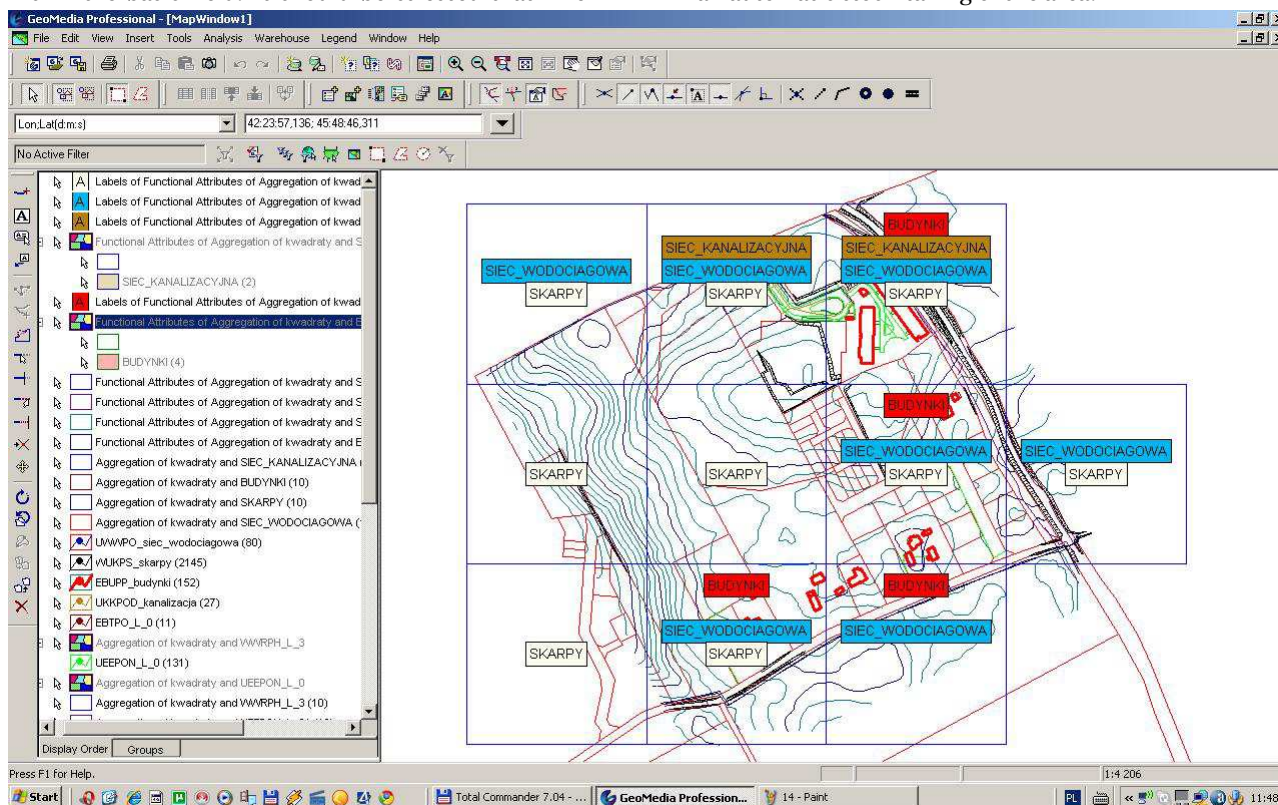 GeoMedia Professional - [MapWindow1]
File Edit View Insert Tools Analysis Warehouse Legend Window Help
Lon;Lat(d:m:s)
42:23:57,136; 45:48:46,311
No Active Filter
Labels of Functional Attributes of Aggregation of kwad
Labels of Functional Attributes of Aggregation of kwad
Labels of Functional Attributes of Aggregation of kwad
Functional Attributes of Aggregation of kwadraty and S
SIEC_KANALIZACYJNA (2)
Labels of Functional Attributes of Aggregation of kwad
Functional Attributes of Aggregation of kwadraty and E
BUDYNKI (4)
Functional Attributes of Aggregation of kwadraty and S
Functional Attributes of Aggregation of kwadraty and S
Functional Attributes of Aggregation of kwadraty and S
Functional Attributes of Aggregation of kwadraty and E
Aggregation of kwadraty and SIEC_KANALIZACYJNA
Aggregation of kwadraty and BUDYNKI (10)
Aggregation of kwadraty and SKARPY (10)
Aggregation of kwadraty and SIEC_WODOCIAGOWA (
UWWPO_siec_wodociagowa (80)
WUKPS_skarpy (2145)
EBUPP_budynki (152)
UKKPOD_kanalizacja (27)
EBTPO_L_0 (11)
Aggregation of kwadraty and WWRPH_L_3
UEEPON_L_0 (131)
Aggregation of kwadraty and UEEPON_L_0
Aggregation of kwadraty and WWRPH_L_3 (10)
Display Order Groups
BUDYNKI
SIEC_KANALIZACYJNA SIEC_KANALIZACYJNA
SIEC_WODOCIAGOWA SIEC_WODOCIAGOWA SIEC_WODOCIAGOWA
SKARPY SKARPY SKARPY
BUDYNKI
SIEC_WODOCIAGOWA SIEC_WODOCIAGOWA
SKARPY SKARPY SKARPY SKARPY
BUDYNKI BUDYNKI
SIEC_WODOCIAGOWA SIEC_WODOCIAGOWA
SKARPY SKARPY
Press F1 for Help.
1:4 206
Start
Total Commander 7.04 - ...
GeoMedia Profession...
14 - Paint
PL
11:48